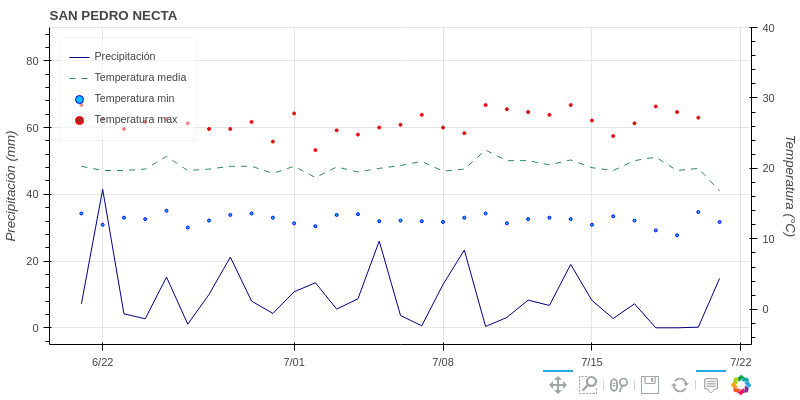 SAN PEDRO NECTA
Precipitación
Temperatura media
Temperatura min
Temperatura max
Precipitación (mm)
80
60
40
20
0
Temperatura (°C)
40
30
20
10
0
6/22
7/01
7/08
7/15
7/22